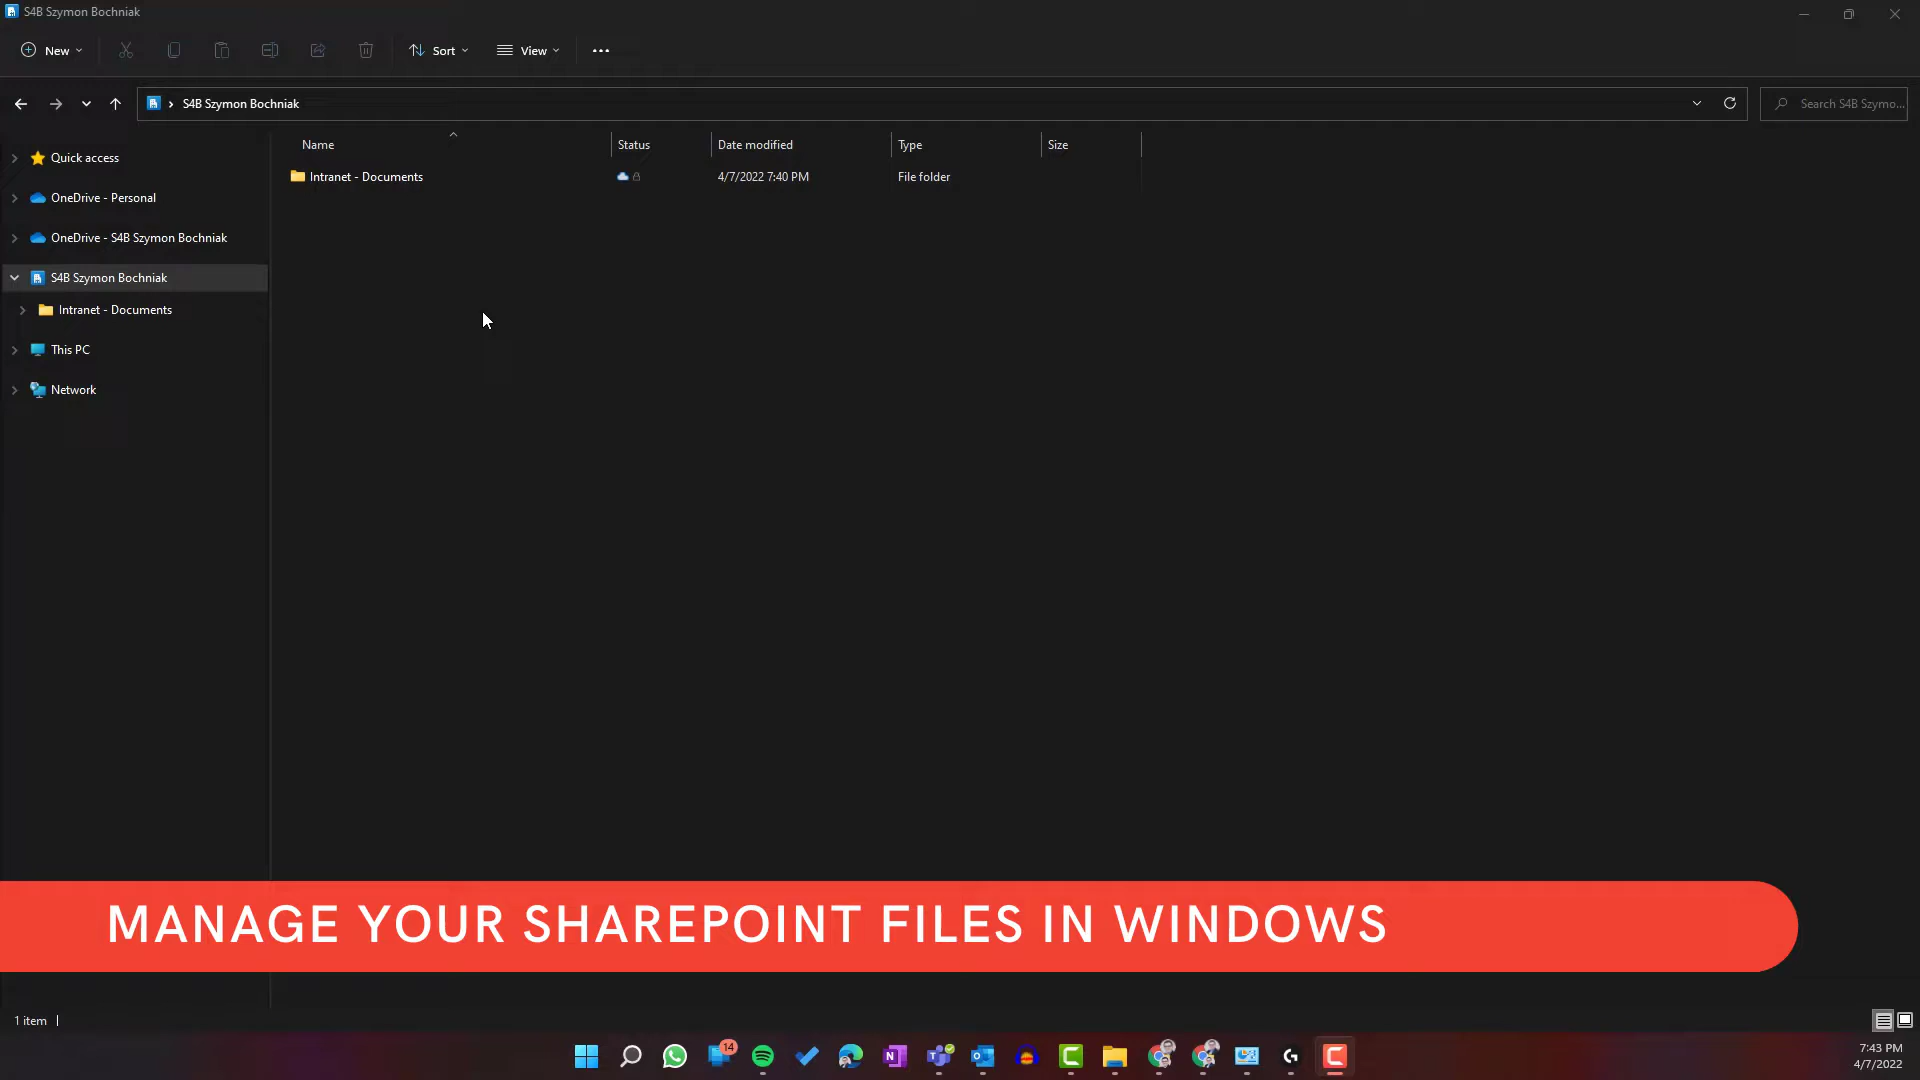 S4B Szymon Bochniak
New
Sort
View
S4B Szymon Bochniak
Search S4B Szymo...
Name
Status
Date modified
Type
Size
Quick access
Intranet - Documents
4/7/2022 7:40 PM
File folder
OneDrive - Personal
OneDrive - S4B Szymon Bochniak
S4B Szymon Bochniak
Intranet - Documents
This PC
Network
MANAGE YOUR SHAREPOINT FILES IN WINDOWS
1 item
14
7:43 PM
4/7/2022